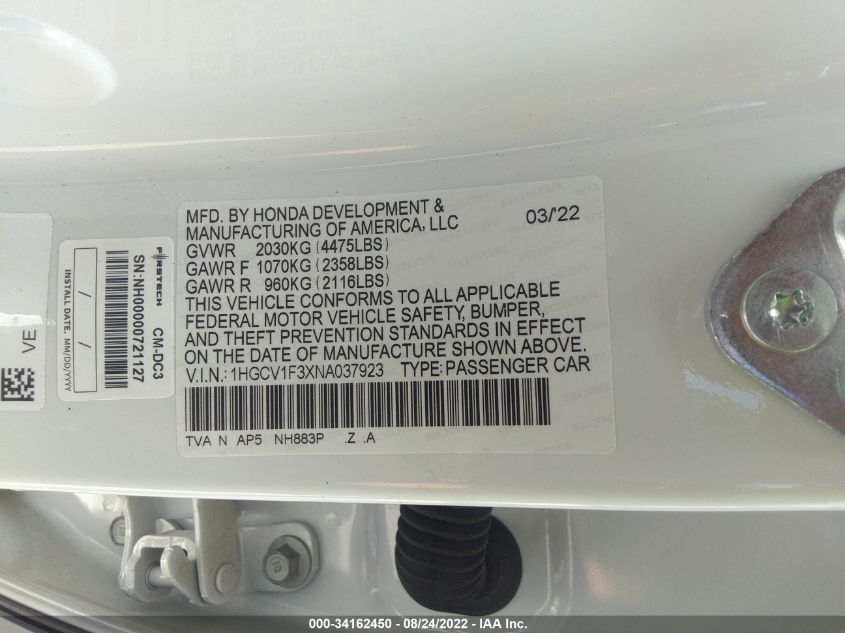 MFD. BY HONDA DEVELOPMENT &
MANUFACTURING OF AMERICA, LLC 03/'22
GVWR 2030KG (4475LBS)
GAWR F 1070KG (2358LBS)
GAWR R 960KG (2116LBS)
THIS VEHICLE CONFORMS TO ALL APPLICABLE
FEDERAL MOTOR VEHICLE SAFETY, BUMPER,
AND THEFT PREVENTION STANDARDS IN EFFECT
ON THE DATE OF MANUFACTURE SHOWN ABOVE.
V.I.N.: 1HGCV1F3XNA037923 TYPE: PASSENGER CAR
TVA N AP5 NH883P .Z .A
FIRSTECH CM-DC3
SN:NH00000721127
/ /
INSTALL DATE. MM/DD/YYYY
VE
000-34162450 - 08/24/2022 - IAA Inc.